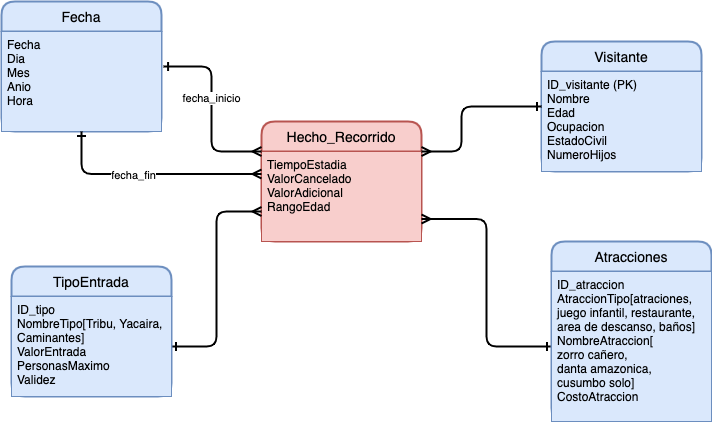 Fecha
Fecha
Dia
Mes
Anio
Hora
fecha_inicio
fecha_fin
Hecho_Recorrido
TiempoEstadia
ValorCancelado
ValorAdicional
RangoEdad
Visitante
ID_visitante (PK)
Nombre
Edad
Ocupacion
EstadoCivil
NumeroHijos
TipoEntrada
ID_tipo
NombreTipo[Tribu, Yacaira,
Caminantes]
ValorEntrada
PersonasMaximo
Validez
Atracciones
ID_atraccion
AtraccionTipo[atraciones,
juego infantil, restaurante,
area de descanso, baños]
NombreAtraccion[
zorro cañero,
danta amazonica,
cusumbo solo]
CostoAtraccion